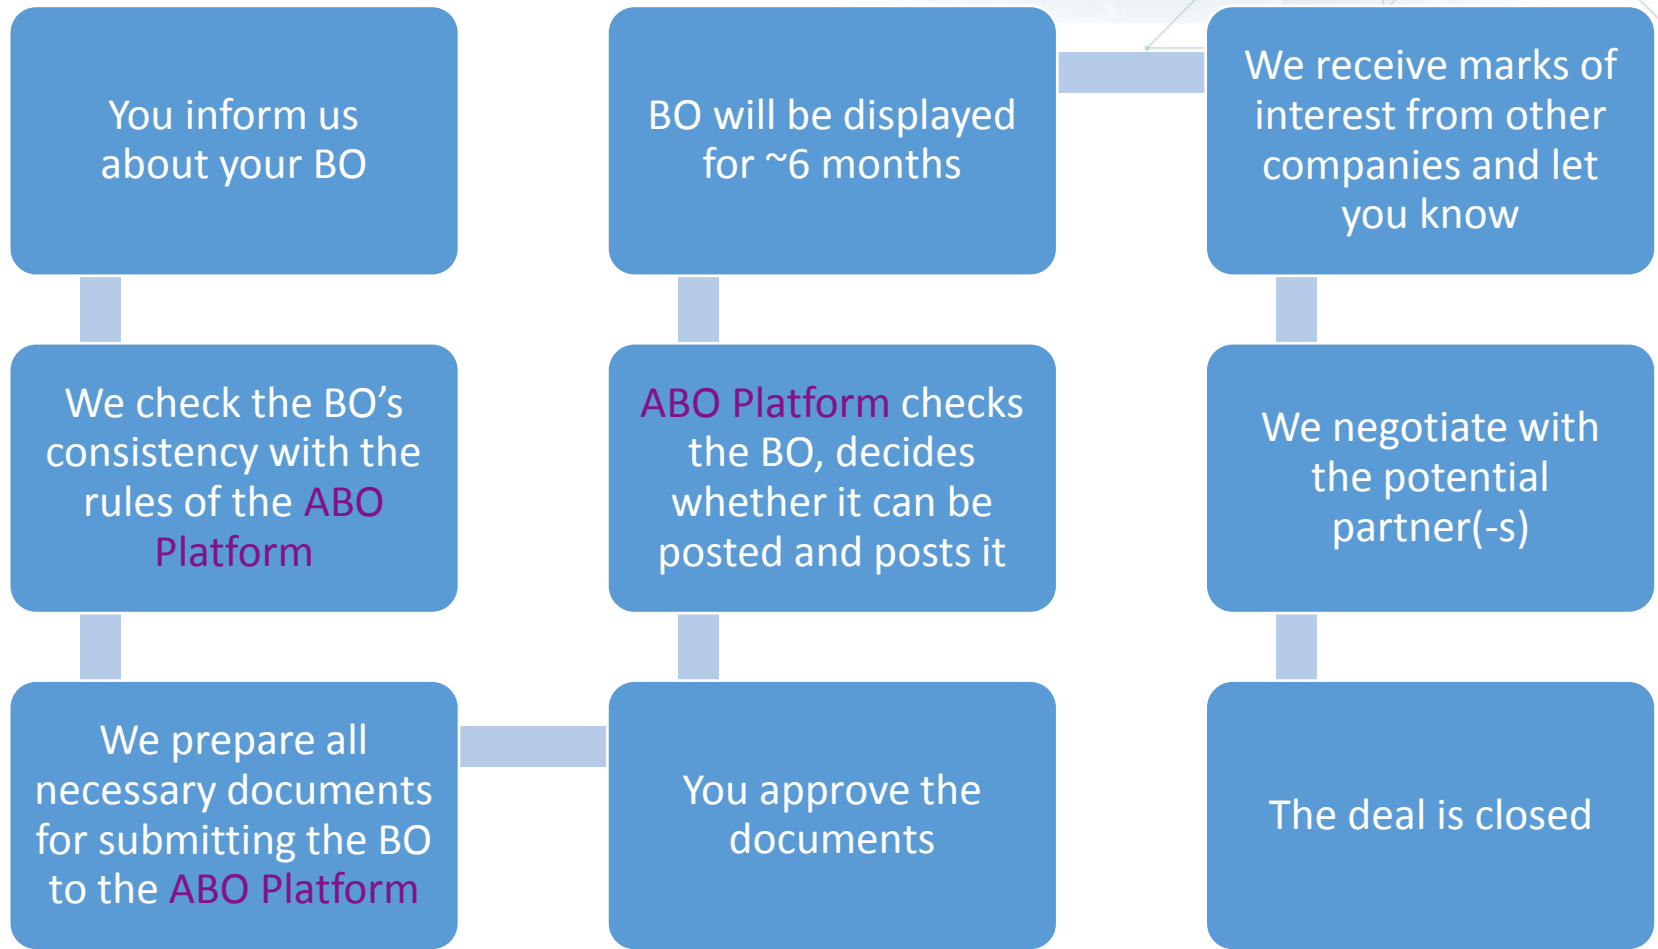 You inform us
about your BO
We check the BO’s
consistency with the
rules of the ABO
Platform
We prepare all
necessary documents
for submitting the BO
to the ABO Platform
You approve the
documents
ABO Platform checks
the BO, decides
whether it can be
posted and posts it
BO will be displayed
for ~6 months
We receive marks of
interest from other
companies and let
you know
We negotiate with
the potential
partner(-s)
The deal is closed